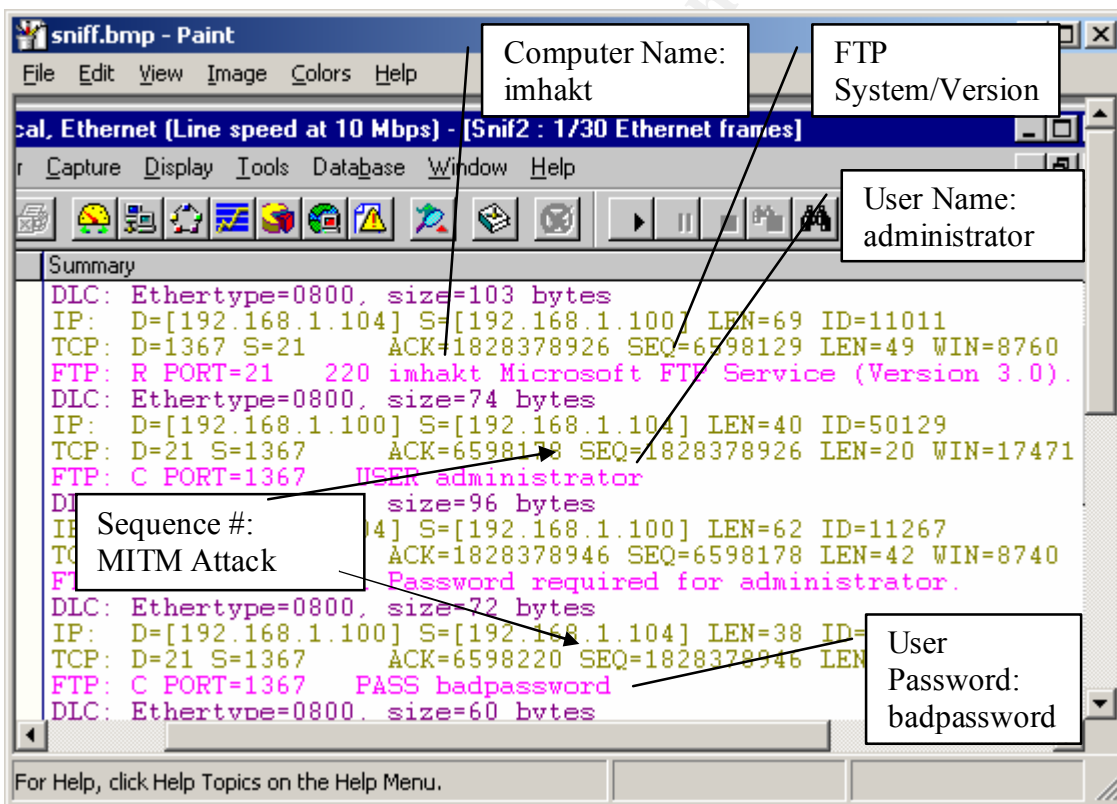 sniff.bmp - Paint
Computer Name:
imhakt
FTP
System/Version
File Edit View Image Colors Help
cal, Ethernet (Line speed at 10 Mbps) - [Snif2 : 1/30 Ethernet frames]
r Capture Display Tools Database Window Help
User Name:
administrator
Summary
DLC: Ethertype=0800, size=103 bytes
IP: D=[192.168.1.104] S=[192.168.1.100] LEN=69 ID=11011
TCP: D=1367 S=21 ACK=1828378926 SEQ=6598129 LEN=49 WIN=8760
FTP: R PORT=21 220 imhakt Microsoft FTP Service (Version 3.0).
DLC: Ethertype=0800, size=74 bytes
IP: D=[192.168.1.100] S=[192.168.1.104] LEN=40 ID=50129
TCP: D=21 S=1367 ACK=6598178 SEQ=1828378926 LEN=20 WIN=17471
FTP: C PORT=1367 USER administrator
size=96 bytes
Sequence #:
MITM Attack
4] S=[192.168.1.100] LEN=62 ID=11267
ACK=1828378946 SEQ=6598178 LEN=42 WIN=8740
Password required for administrator.
DLC: Ethertype=0800, size=72 bytes
IP: D=[192.168.1.100] S=[192.168.1.104] LEN=38 ID=
TCP: D=21 S=1367 ACK=6598220 SEQ=1828378946 LEN
FTP: C PORT=1367 PASS badpassword
DLC: Ethertype=0800, size=60 bytes
User
Password:
badpassword
For Help, click Help Topics on the Help Menu.